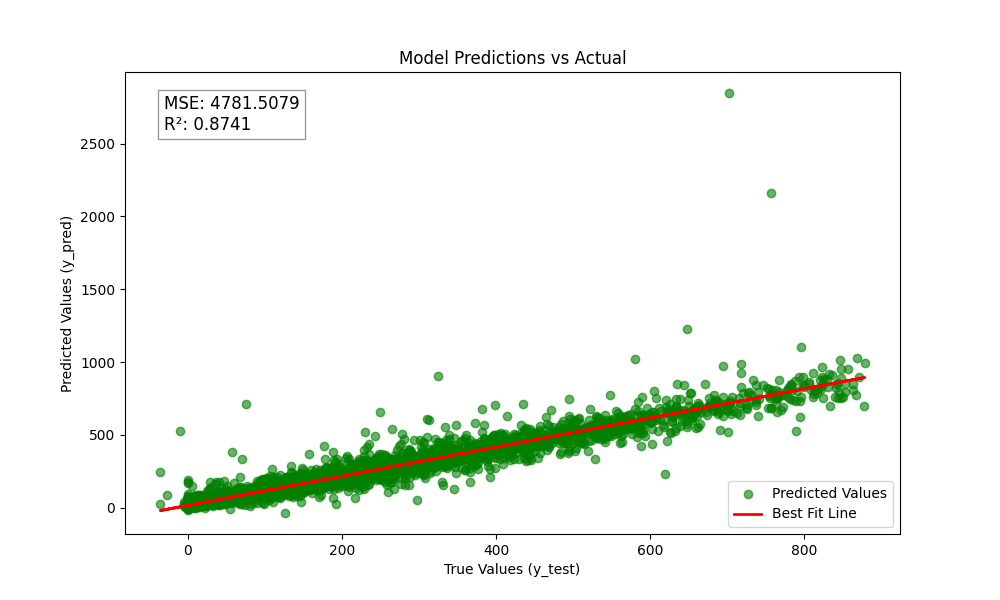 Model Predictions vs Actual
MSE: 4781.5079
R²: 0.8741
Predicted Values (y_pred)
2500
2000
1500
1000
500
0
0 200 400 600 800
True Values (y_test)
Predicted Values
Best Fit Line